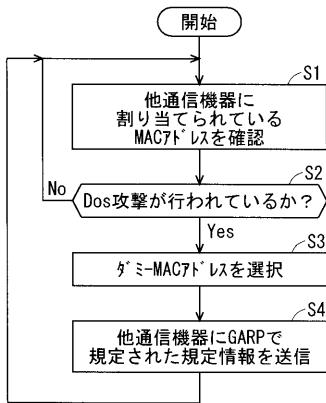 開始
S1
他通信機器に
割り当てられている
MACｱﾄﾞﾚｽを確認
S2
Dos攻撃が行われているか？
No
Yes
S3
ﾀﾞﾐｰMACｱﾄﾞﾚｽを選択
S4
他通信機器にGARPで
規定された規定情報を送信